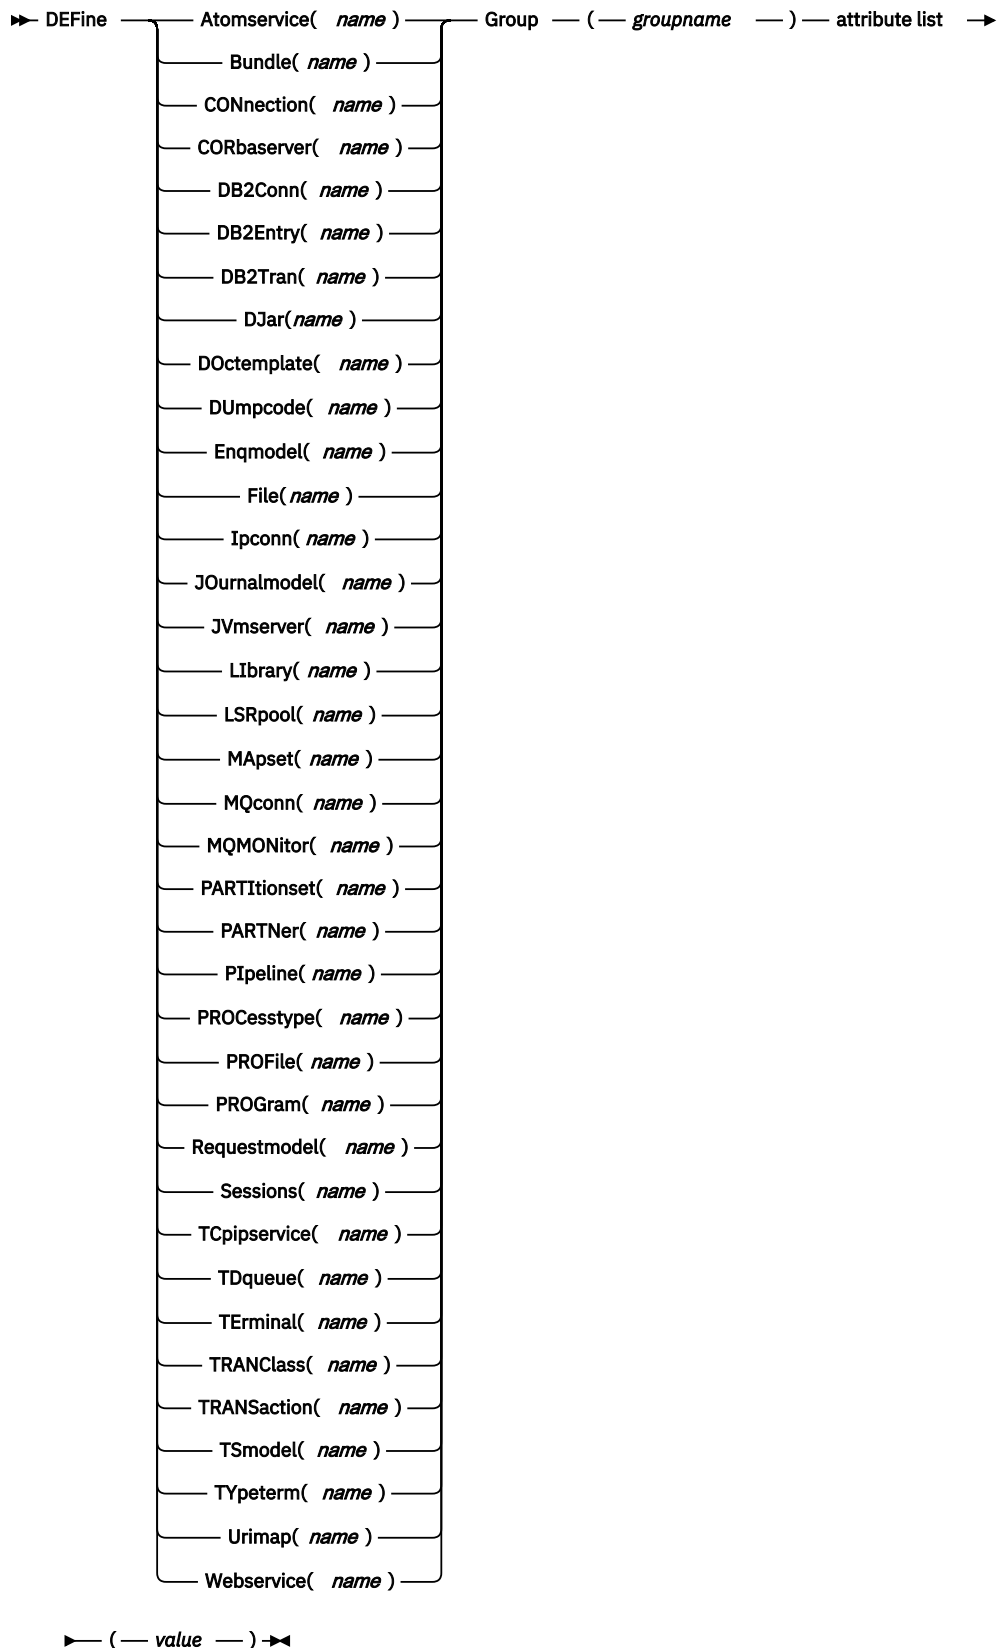 DEFine Atomservice( name ) Group ( groupname ) attribute list
Bundle( name )
CONnection( name )
CORbaserver( name )
DB2Conn( name )
DB2Entry( name )
DB2Tran( name )
DJar(name )
DOctemplate( name )
DUmpcode( name )
Enqmodel( name )
File(name )
Ipconn( name )
JOurnalmodel( name )
JVmserver( name )
LIbrary( name )
LSRpool( name )
MApset( name )
MQconn( name )
MQMONitor( name )
PARTItionset( name )
PARTNer( name )
PIpeline( name )
PROCesstype( name )
PROFile( name )
PROGram( name )
Requestmodel( name )
Sessions( name )
TCpipservice( name )
TDqueue( name )
TErminal( name )
TRANClass( name )
TRANSaction( name )
TSmodel( name )
TYpeterm( name )
Urimap( name )
Webservice( name )
( value )